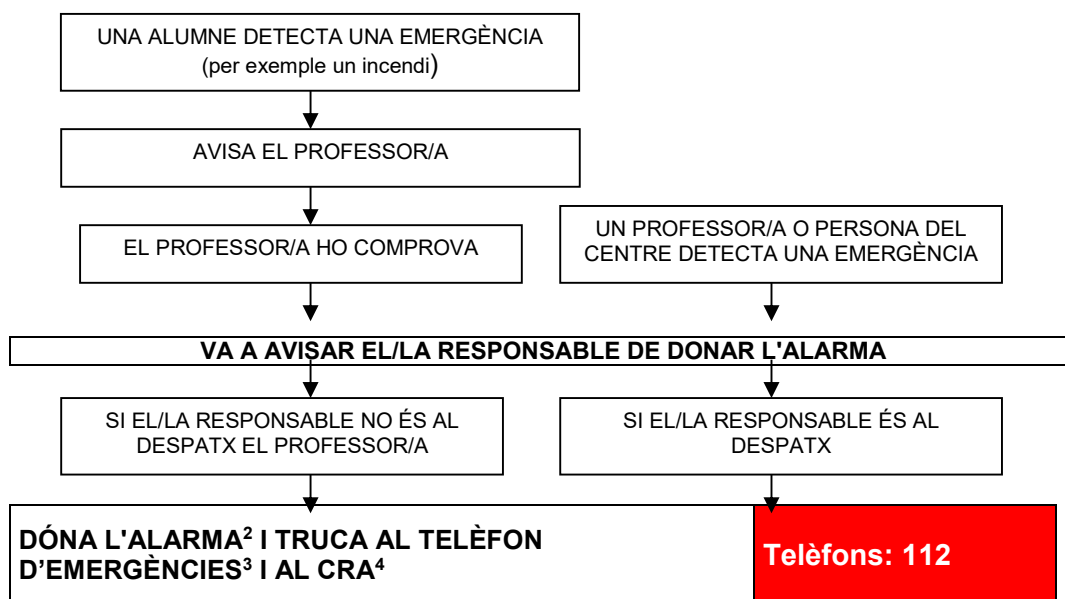 UNA ALUMNE DETECTA UNA EMERGÈNCIA
(per exemple un incendi)
AVISA EL PROFESSOR/A
EL PROFESSOR/A HO COMPROVA
UN PROFESSOR/A O PERSONA DEL
CENTRE DETECTA UNA EMERGÈNCIA
VA A AVISAR EL/LA RESPONSABLE DE DONAR L'ALARMA
SI EL/LA RESPONSABLE NO ÉS AL
DESPATX EL PROFESSOR/A
SI EL/LA RESPONSABLE ÉS AL
DESPATX
DÓNA L'ALARMA² I TRUCA AL TELÈFON
D’EMERGÈNCIES³ I AL CRA⁴
Telèfons: 112